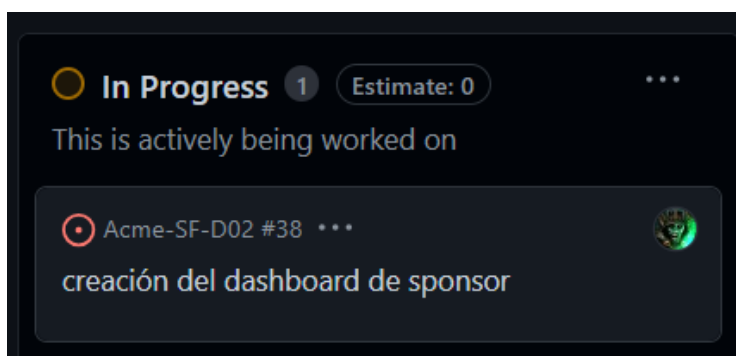 In Progress 1 Estimate: 0
This is actively being worked on
Acme-SF-D02 #38
creación del dashboard de sponsor